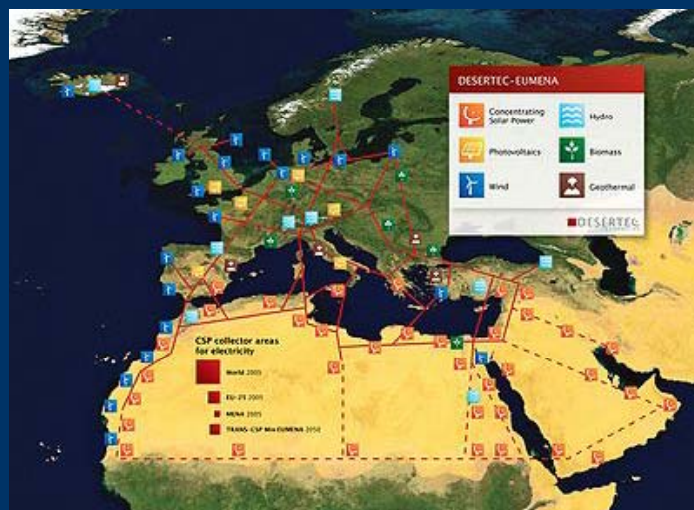 DESERTEC-EUMENA
Concentrating
Solar Power
Hydro
Photovoltaics
Biomass
Wind
Geothermal
DESERTEC
CSP collector areas
for electricity
World 2005
EU-25 2005
MENA 2005
TRANS-CSP Mix EUMENA 2050